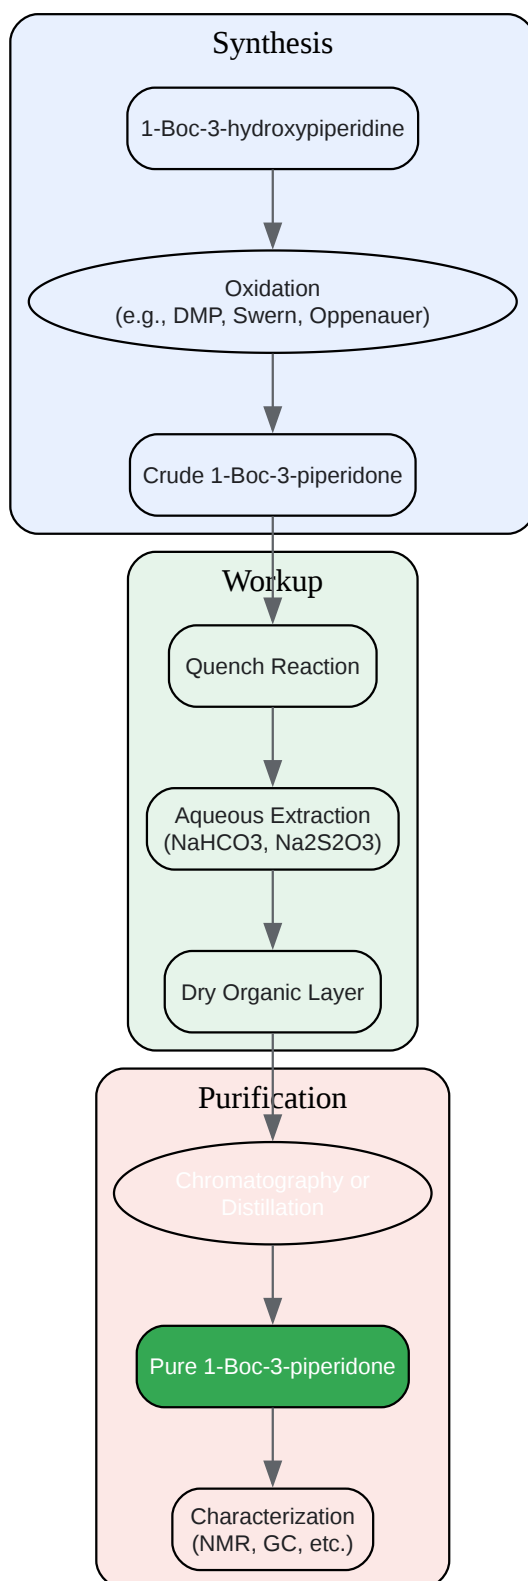 Synthesis
1-Boc-3-hydroxypiperidine
Oxidation
(e.g., DMP, Swern, Oppenauer)
Crude 1-Boc-3-piperidone
Workup
Quench Reaction
Aqueous Extraction
(NaHCO3, Na2S2O3)
Dry Organic Layer
Purification
Chromatography or
Distillation
Pure 1-Boc-3-piperidone
Characterization
(NMR, GC, etc.)